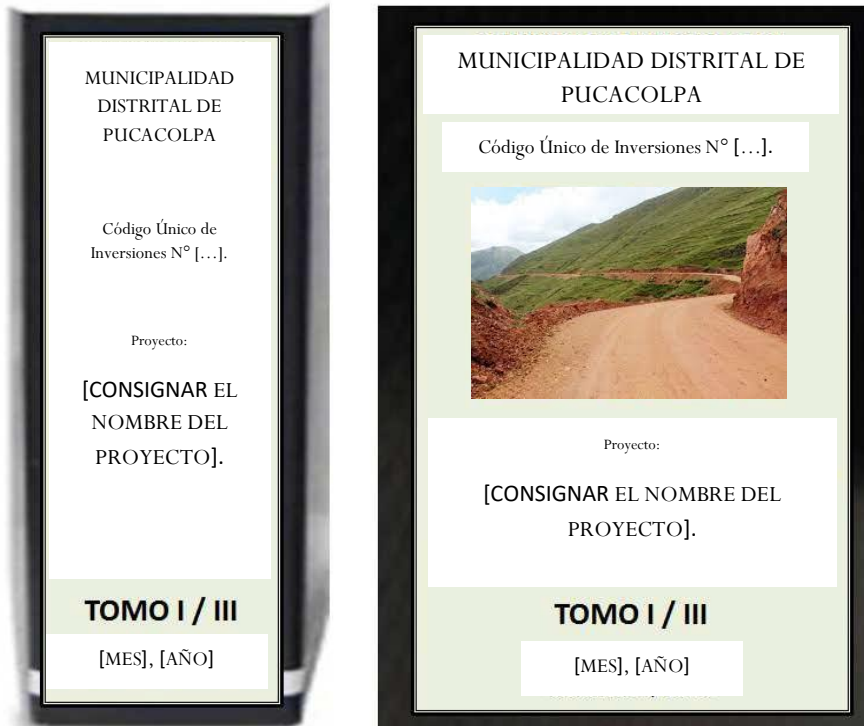 MUNICIPALIDAD
DISTRITAL DE
PUCACOLPA
Código Único de
Inversiones N° […].
Proyecto:
[CONSIGNAR EL
NOMBRE DEL
PROYECTO].
TOMO I / III
[MES], [AÑO]
MUNICIPALIDAD DISTRITAL DE
PUCACOLPA
Código Único de Inversiones N° […].
Proyecto:
[CONSIGNAR EL NOMBRE DEL
PROYECTO].
TOMO I / III
[MES], [AÑO]